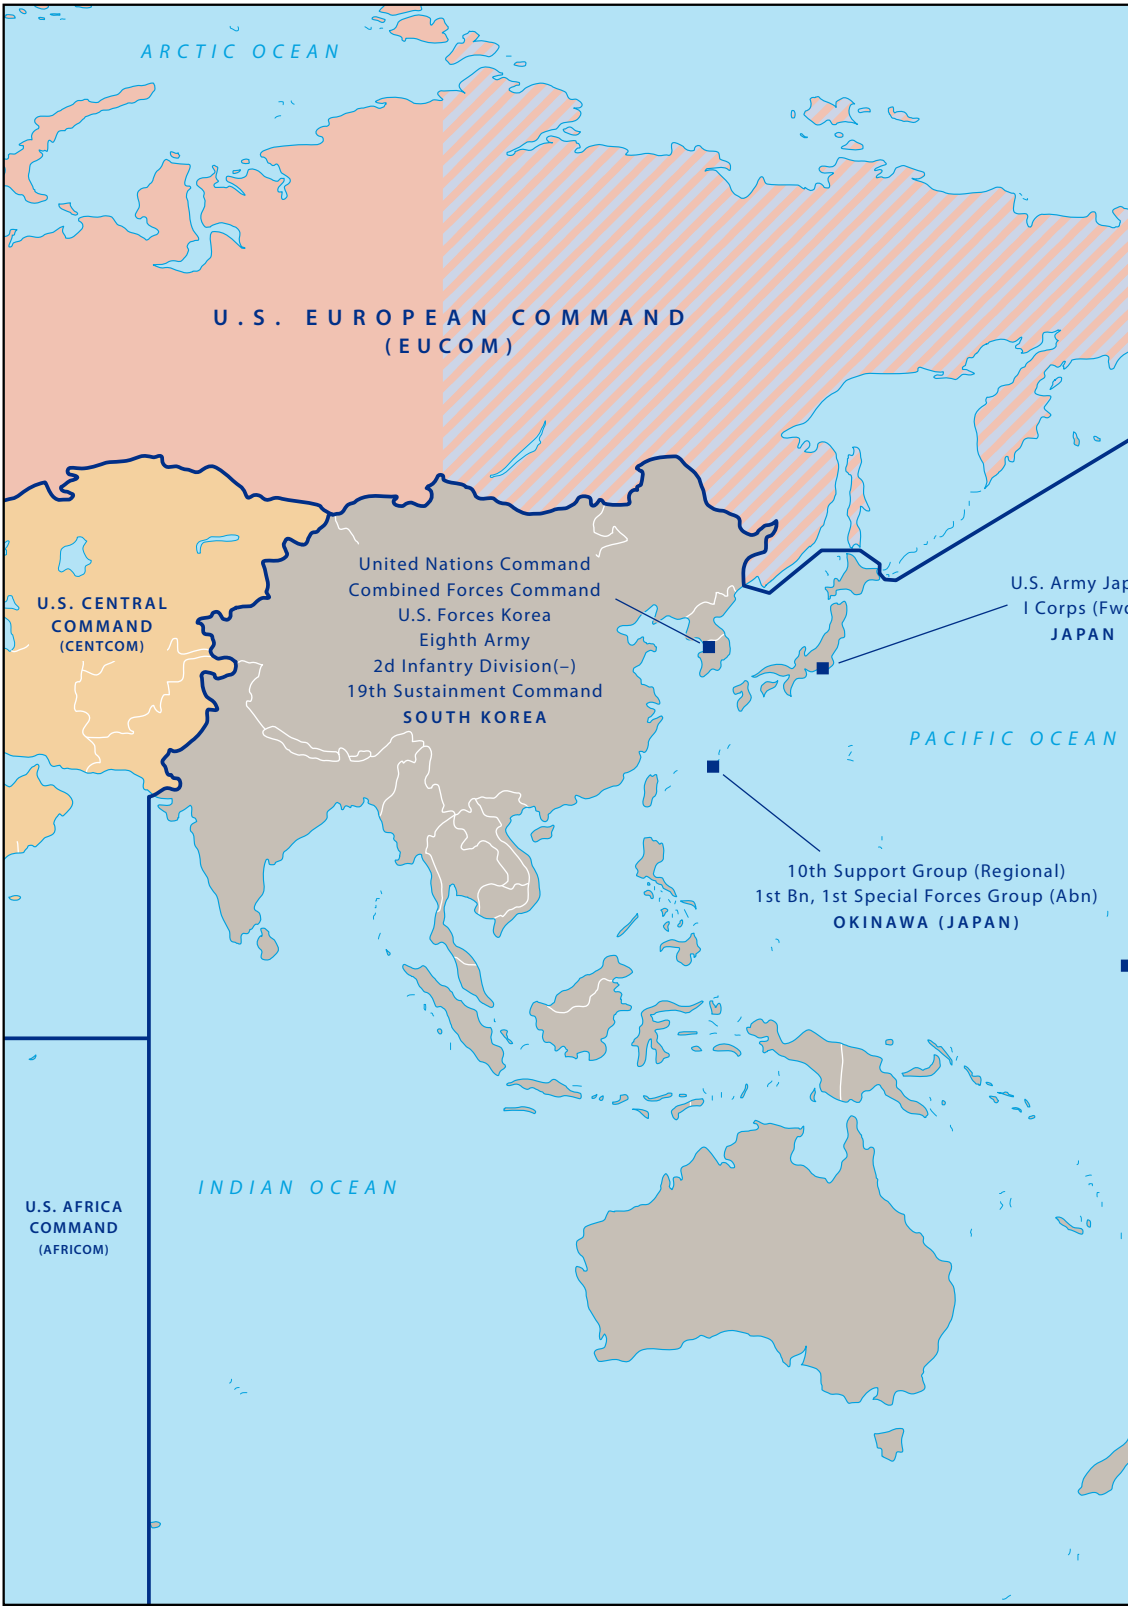 ARCTIC OCEAN
U.S. EUROPEAN COMMAND
(EUCOM)
United Nations Command
Combined Forces Command
U.S. Forces Korea
Eighth Army
2d Infantry Division(–)
19th Sustainment Command
SOUTH KOREA
U.S. CENTRAL
COMMAND
(CENTCOM)
U.S. Army
I Corps
JAPAN
PACIFIC OCEAN
10th Support Group (Regional)
1st Bn, 1st Special Forces Group (Abn)
OKINAWA (JAPAN)
INDIAN OCEAN
U.S. AFRICA
COMMAND
(AFRICOM)